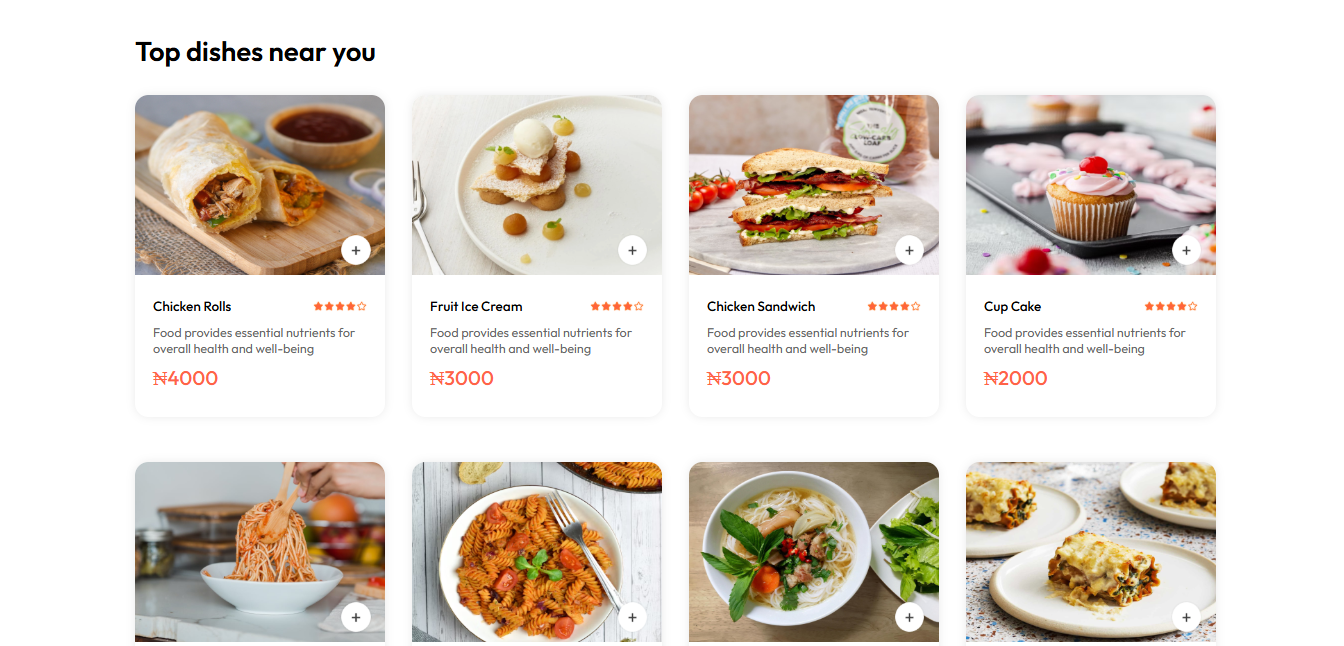 Top dishes near you
LOW-CARB
LOAF
+
+
+
+
Chicken Rolls
Fruit Ice Cream
Chicken Sandwich
Cup Cake
Food provides essential nutrients for
overall health and well-being
Food provides essential nutrients for
overall health and well-being
Food provides essential nutrients for
overall health and well-being
Food provides essential nutrients for
overall health and well-being
₦4000
₦3000
₦3000
₦2000
+
+
+
+